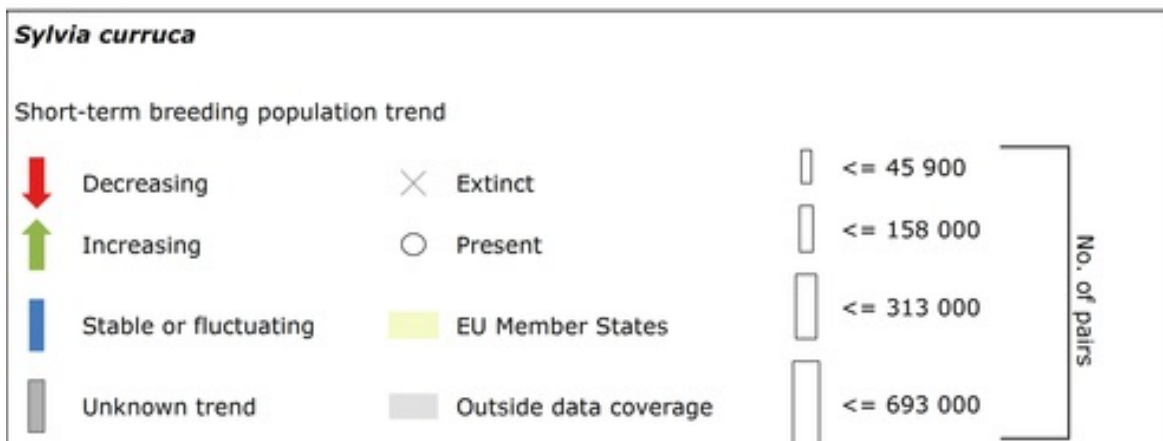 Sylvia curruca
Short-term breeding population trend
Decreasing
Increasing
Stable or fluctuating
Unknown trend
Extinct
Present
EU Member States
Outside data coverage
<= 45 900
<= 158 000
<= 313 000
<= 693 000
No. of pairs